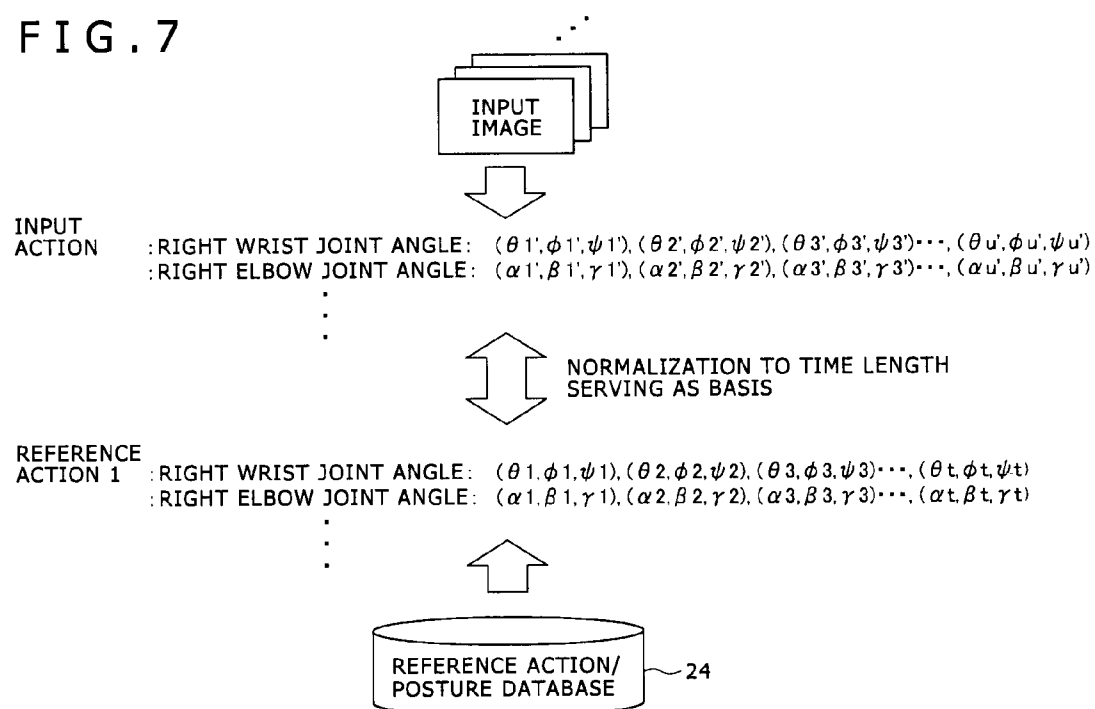 FIG.7
INPUT
IMAGE
INPUT
ACTION :RIGHT WRIST JOINT ANGLE: (θ1',φ1',ψ1'),(θ2',φ2',ψ2'),(θ3',φ3',ψ3')···,(θu',φu',ψu')
:RIGHT ELBOW JOINT ANGLE: (α1',β1',γ1'),(α2',β2',γ2'),(α3',β3',γ3')···,(αu',βu',γu')
NORMALIZATION TO TIME LENGTH
SERVING AS BASIS
REFERENCE
ACTION 1 :RIGHT WRIST JOINT ANGLE: (θ1,φ1,ψ1),(θ2,φ2,ψ2),(θ3,φ3,ψ3)···,(θt,φt,ψt)
:RIGHT ELBOW JOINT ANGLE: (α1,β1,γ1),(α2,β2,γ2),(α3,β3,γ3)···,(αt,βt,γt)
REFERENCE ACTION/
POSTURE DATABASE
24